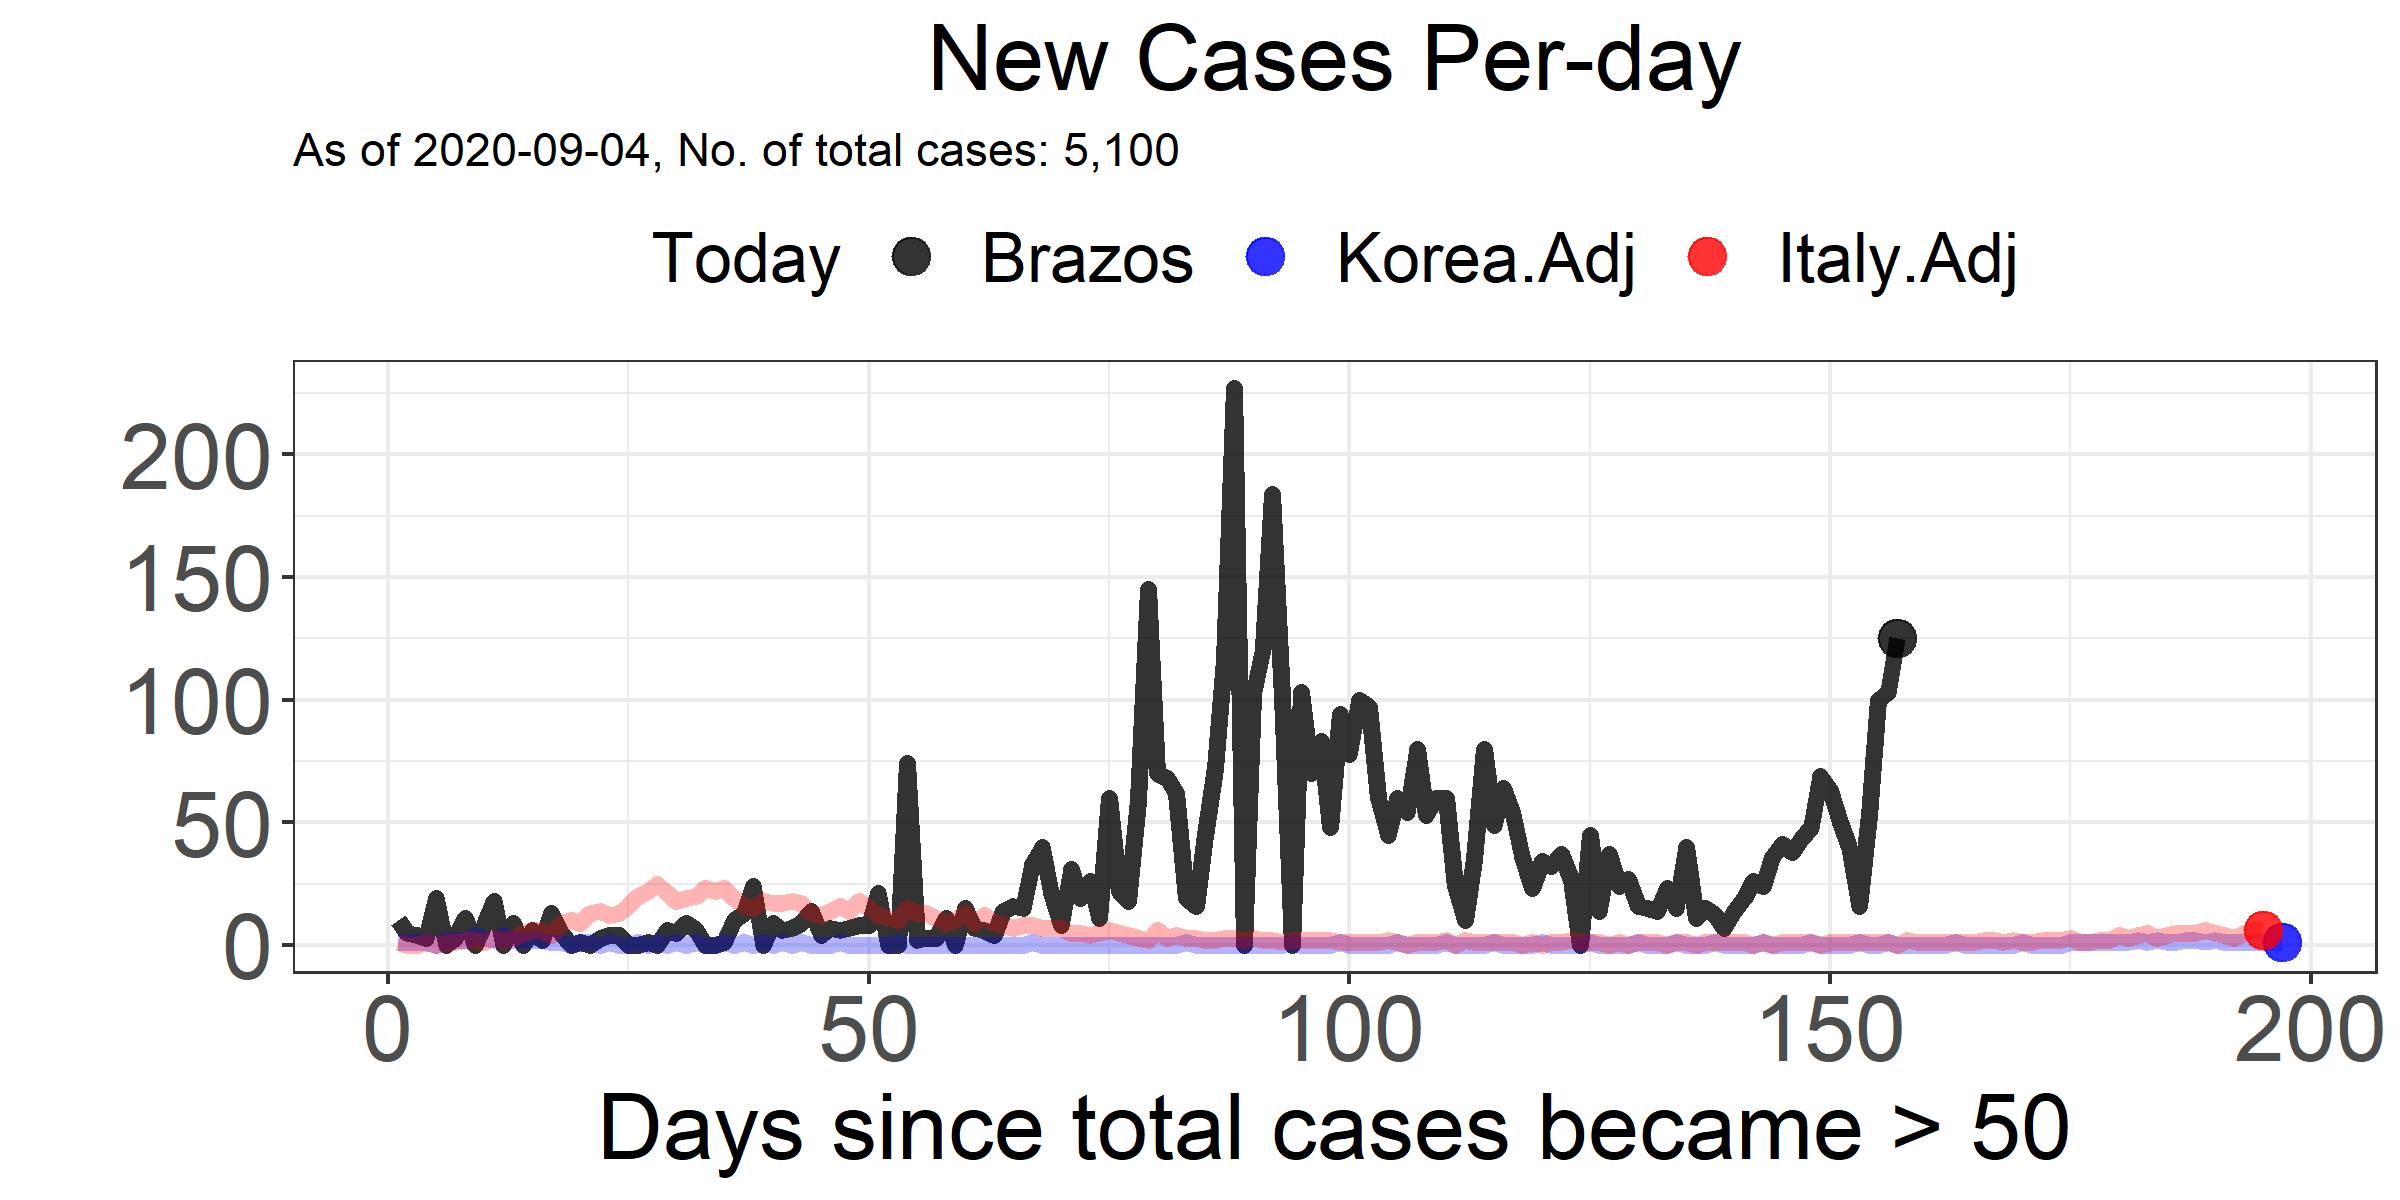 New Cases Per-day
As of 2020-09-04, No. of total cases: 5,100
Today Brazos Korea.Adj Italy.Adj
200
150
100
50
0
0 50 100 150 200
Days since total cases became > 50